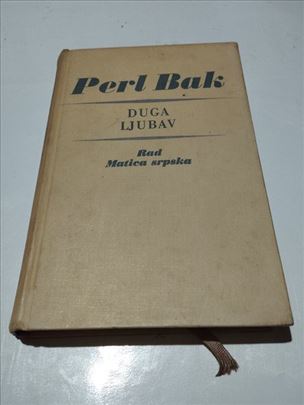 Perl Bak
DUGA
LJUBAV
Rad
Matica srpska